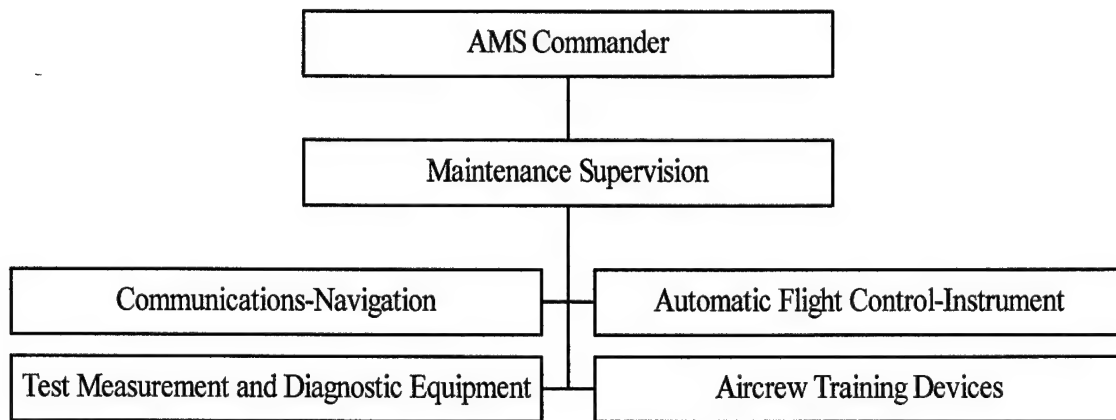 AMS Commander
Maintenance Supervision
Communications-Navigation
Automatic Flight Control-Instrument
Test Measurement and Diagnostic Equipment
Aircrew Training Devices